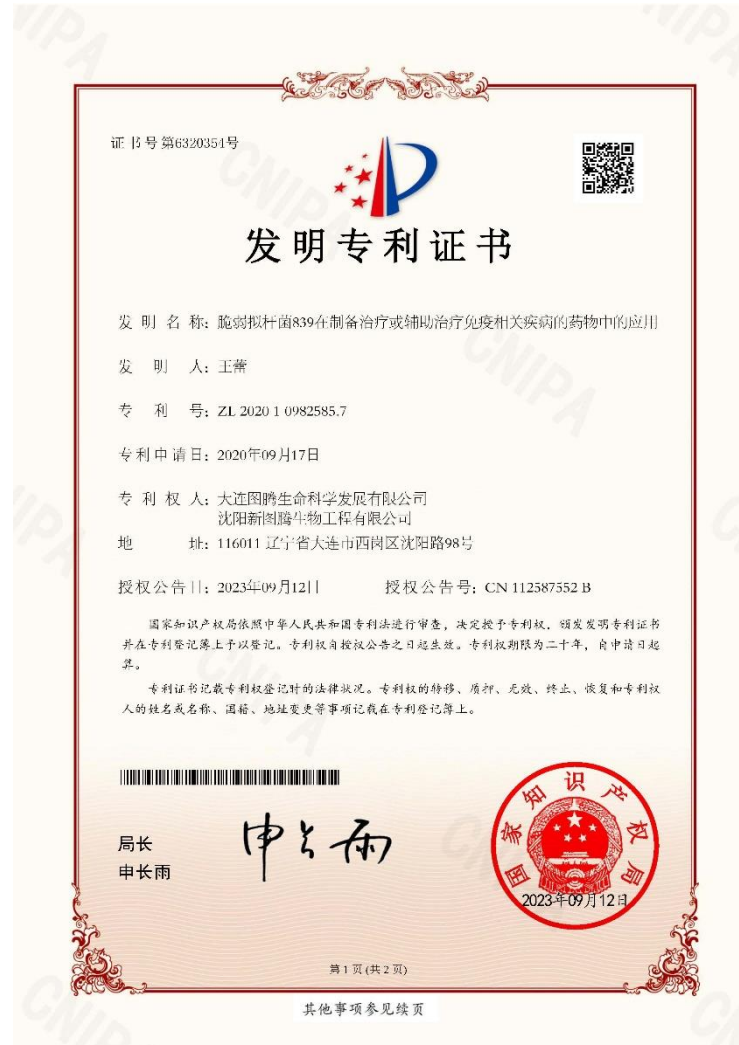 证书号第6320354号
发明专利证书
发 明 名 称：脆弱拟杆菌839在制备治疗或辅助治疗免疫相关疾病的药物中的应用
发 明 人：王蕾
专 利 号：ZL 2020 1 0982585.7
专利申请日：2020年09月17日
专 利 权 人：大连图腾生命科学发展有限公司
沈阳新图腾生物工程有限公司
地 址：116011 辽宁省大连市西岗区沈阳路98号
授权公告日：2023年09月12日 授权公告号：CN 112587552 B
国家知识产权局依照中华人民共和国专利法进行审查，决定授予专利权，颁发发明专利证书
并在专利登记簿上予以登记。专利权自授权公告之日起生效。专利权期限为二十年，自申请日起
算。
专利证书记载专利权登记时的法律状况。专利权的转移、质押、无效、终止、恢复和专利权
人的姓名或名称、国籍、地址变更等事项记载在专利登记簿上。
局长
申长雨
申长雨
国家知识产权局
2023年09月12日
第 1 页 (共 2 页)
其他事项参见续页
CNIPA
CNIPA
CNIPA
CNIPA
CNIPA